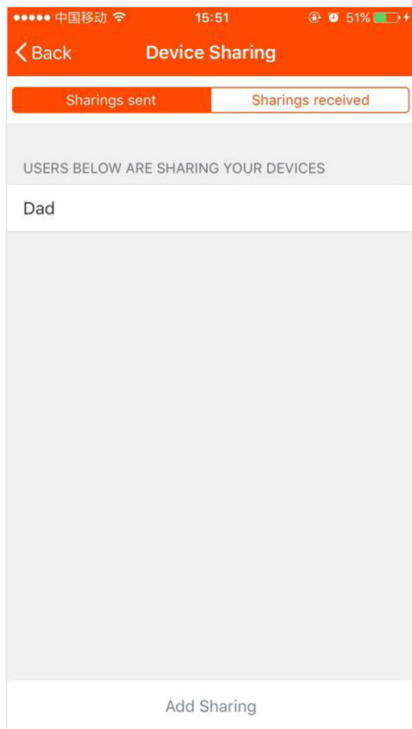 中国移动 15:51 51%
Back Device Sharing
Sharings sent Sharings received
USERS BELOW ARE SHARING YOUR DEVICES
Dad
Add Sharing